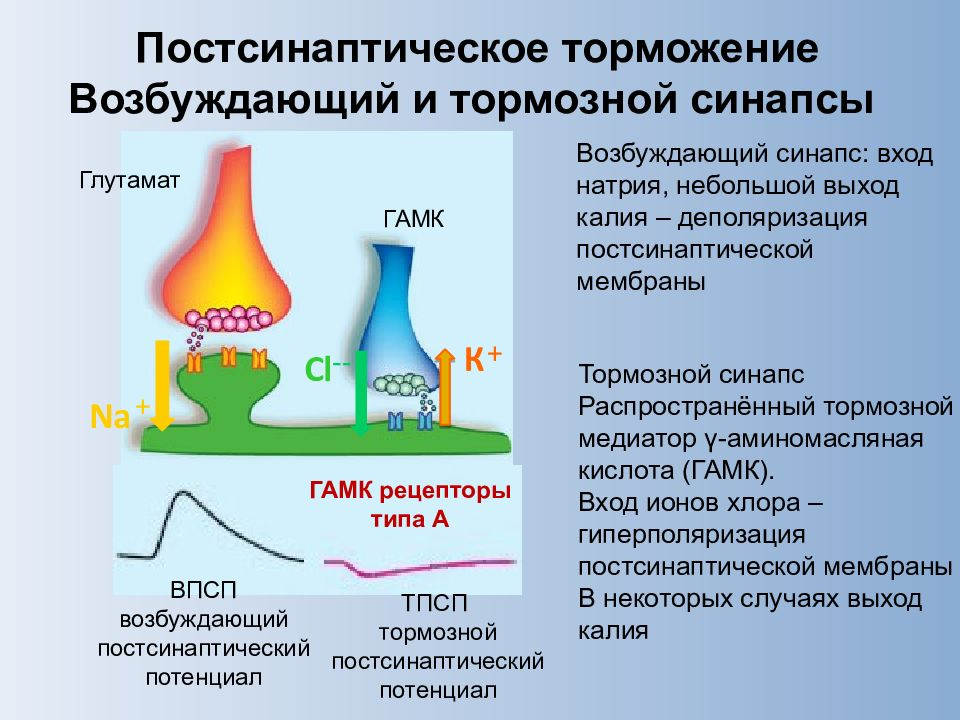 Постсинаптическое торможение
Возбуждающий и тормозной синапсы
Глутамат
ГАМК
Na+
Cl--
К+
ГАМК рецепторы
типа А
ВПСП
возбуждающий
постсинаптический
потенциал
ТПСП
тормозной
постсинаптический
потенциал
Возбуждающий синапс: вход
натрия, небольшой выход
калия – деполяризация
постсинаптической
мембраны
Тормозной синапс
Распространённый тормозной
медиатор γ-аминомасляная
кислота (ГАМК).
Вход ионов хлора –
гиперполяризация
постсинаптической мембраны
В некоторых случаях выход
калия